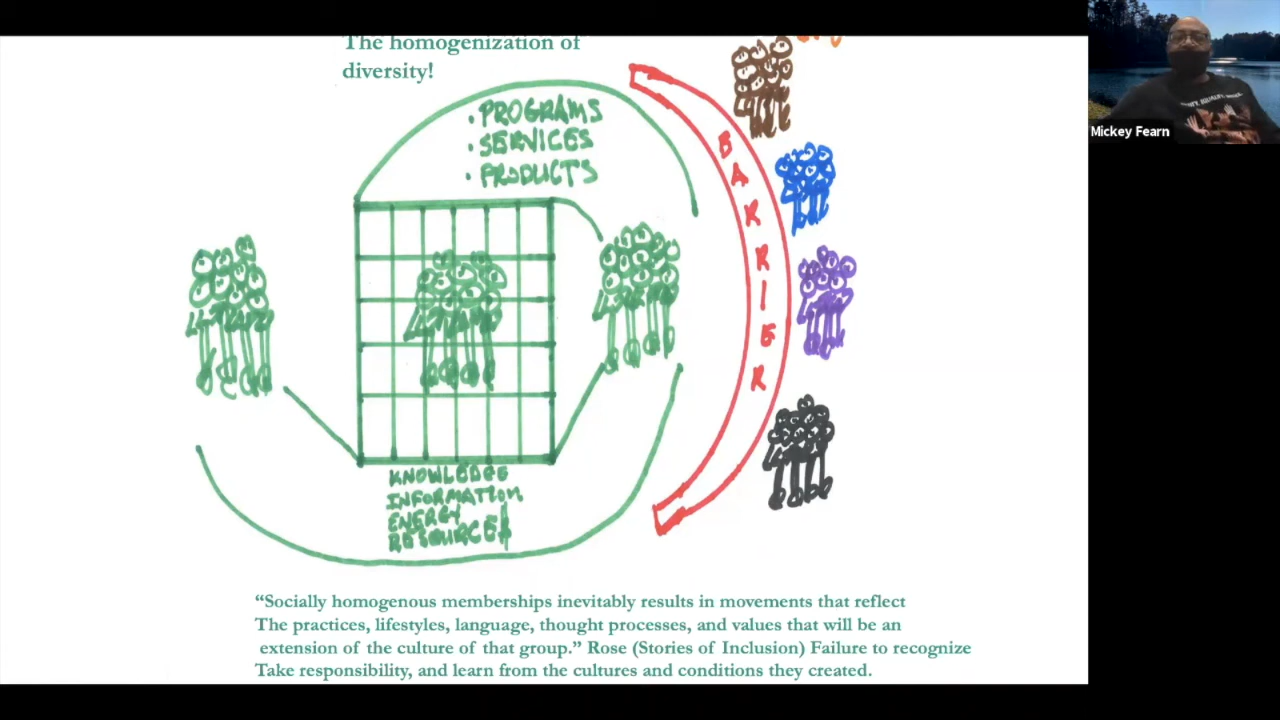 The homogenization of
diversity!
• PROGRAMS
• SERVICES
• PRODUCTS
BARRIER
KNOWLEDGE
INFORMATION
ENERGY
RESOURCES
"Socially homogenous memberships inevitably results in movements that reflect
The practices, lifestyles, language, thought processes, and values that will be an
extension of the culture of that group." Rose (Stories of Inclusion) Failure to recognize
Take responsibility, and learn from the cultures and conditions they created.
Mickey Fearn